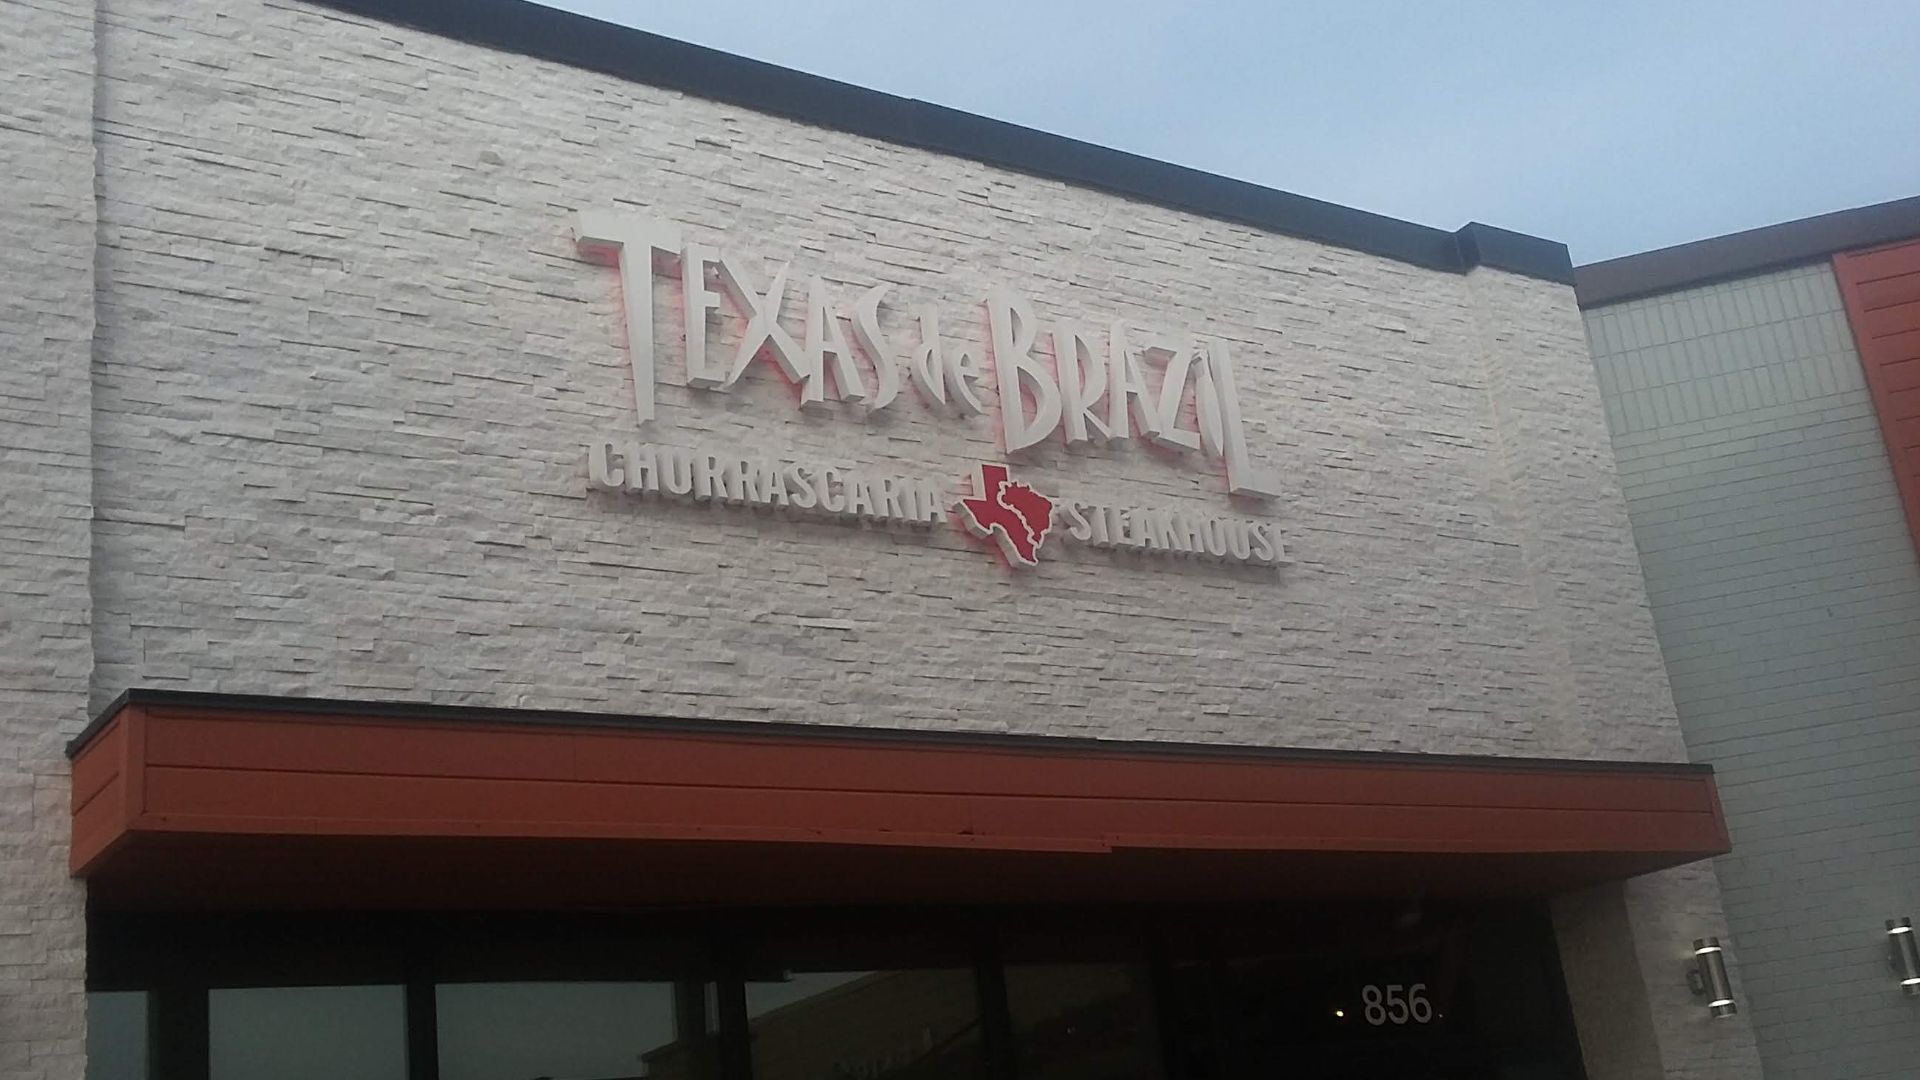 TEXAS de BRAZIL
CHURRASCARIA STEAKHOUSE
856